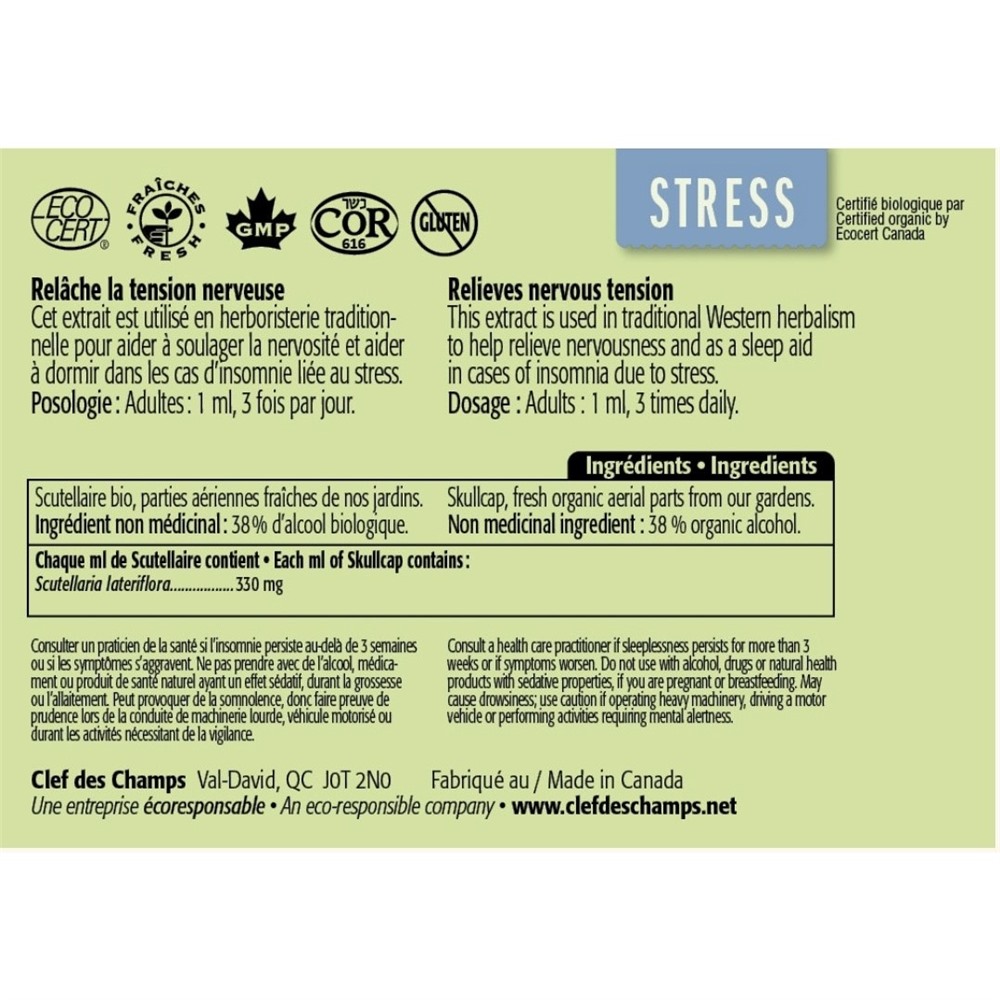 ECO
CERT
®
FRAÎCHES
FRESH
GMP
כשר
COR
616
GLUTEN
STRESS
Certifié biologique par
Certified organic by
Ecocert Canada
Relâche la tension nerveuse
Cet extrait est utilisé en herboristerie tradition-
nelle pour aider à soulager la nervosité et aider
à dormir dans les cas d'insomnie liée au stress.
Posologie : Adultes : 1 ml, 3 fois par jour.
Relieves nervous tension
This extract is used in traditional Western herbalism
to help relieve nervousness and as a sleep aid
in cases of insomnia due to stress.
Dosage : Adults : 1 ml, 3 times daily.
Ingrédients • Ingredients
Scutellaire bio, parties aériennes fraîches de nos jardins.
Ingrédient non médicinal : 38% d'alcool biologique.
Skullcap, fresh organic aerial parts from our gardens.
Non medicinal ingredient : 38 % organic alcohol.
Chaque ml de Scutellaire contient • Each ml of Skullcap contains :
Scutellaria lateriflora.................330 mg
Consulter un praticien de la santé si l'insomnie persiste au-delà de 3 semaines
ou si les symptômes s'aggravent. Ne pas prendre avec de l'alcool, médica-
ment ou produit de santé naturel ayant un effet sédatif, durant la grossesse
ou l'allaitement. Peut provoquer de la somnolence, donc faire preuve de
prudence lors de la conduite de machinerie lourde, véhicule motorisé ou
durant les activités nécessitant de la vigilance.
Consult a health care practitioner if sleeplessness persists for more than 3
weeks or if symptoms worsen. Do not use with alcohol, drugs or natural health
products with sedative properties, if you are pregnant or breastfeeding. May
cause drowsiness; use caution if operating heavy machinery, driving a motor
vehicle or performing activities requiring mental alertness.
Clef des Champs Val-David, QC J0T 2N0 Fabriqué au / Made in Canada
Une entreprise écoresponsable • An eco-responsible company • www.clefdeschamps.net